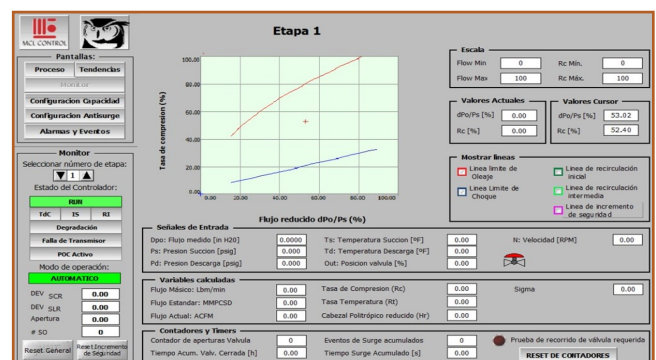 MCL CONTROL
Pantallas:
Proceso
Tendencias
Monitor
Configuracion Capacidad
Configuracion Antisurge
Alarmas y Eventos
Monitor
Seleccionar número de etapa:
1
Estado del Controlador:
RUN
TdC
IS
RI
Degradación
Falla de Transmisor
POC Activo
Modo de operación:
AUTOMATICO
DEV SCR
0.00
DEV SLR
0.00
Apertura
0.00
# SO
0
Reset General
Reset Incremento de Seguridad
Etapa 1
100.00
80.00
60.00
40.00
20.00
0.00
0.00 20.00 40.00 60.00 80.00 100.00
Tasa de compresion (%)
Flujo reducido dPo/Ps (%)
Escala
Flow Min 0 Rc Mín. 0
Flow Max 100 Rc Máx. 100
Valores Actuales
dPo/Ps [%] 0.00
Rc [%] 0.00
Valores Cursor
dPo/Ps [%] 53.02
Rc [%] 52.40
Mostrar lineas
Linea limite de Oleaje
Linea Limite de Choque
Linea de recirculación inicial
Linea de recirculación intermedia
Linea de incremento de seguridad
Señales de Entrada
Dpo: Flujo medido [in H20] 0.0000
Ps: Presion Succion [psig] 0.00
Pd: Presion Descarga [psig] 0.00
Ts: Temperatura Succion [ºF] 0.00
Td: Temperatura Descarga [ºF] 0.00
Out: Posicion valvula [%] 0.00
N: Velocidad [RPM] 0.00
Variables calculadas
Flujo Másico: Lbm/min 0.00
Flujo Estandar: MMPCSD 0.00
Flujo Actual: ACFM 0.00
Tasa de Compresion (Rc) 0.00
Tasa Temperatura (Rt) 0.00
Cabezal Politrópico reducido (Hr) 0.00
Sigma 0.00
Contadores y Timers
Contador de aperturas Valvula 0
Tiempo Acum. Valv. Cerrada [h] 0.00
Eventos de Surge acumulados 0
Tiempo Surge Acumulado [s] 0.00
Prueba de recorrido de válvula requerida
RESET DE CONTADORES